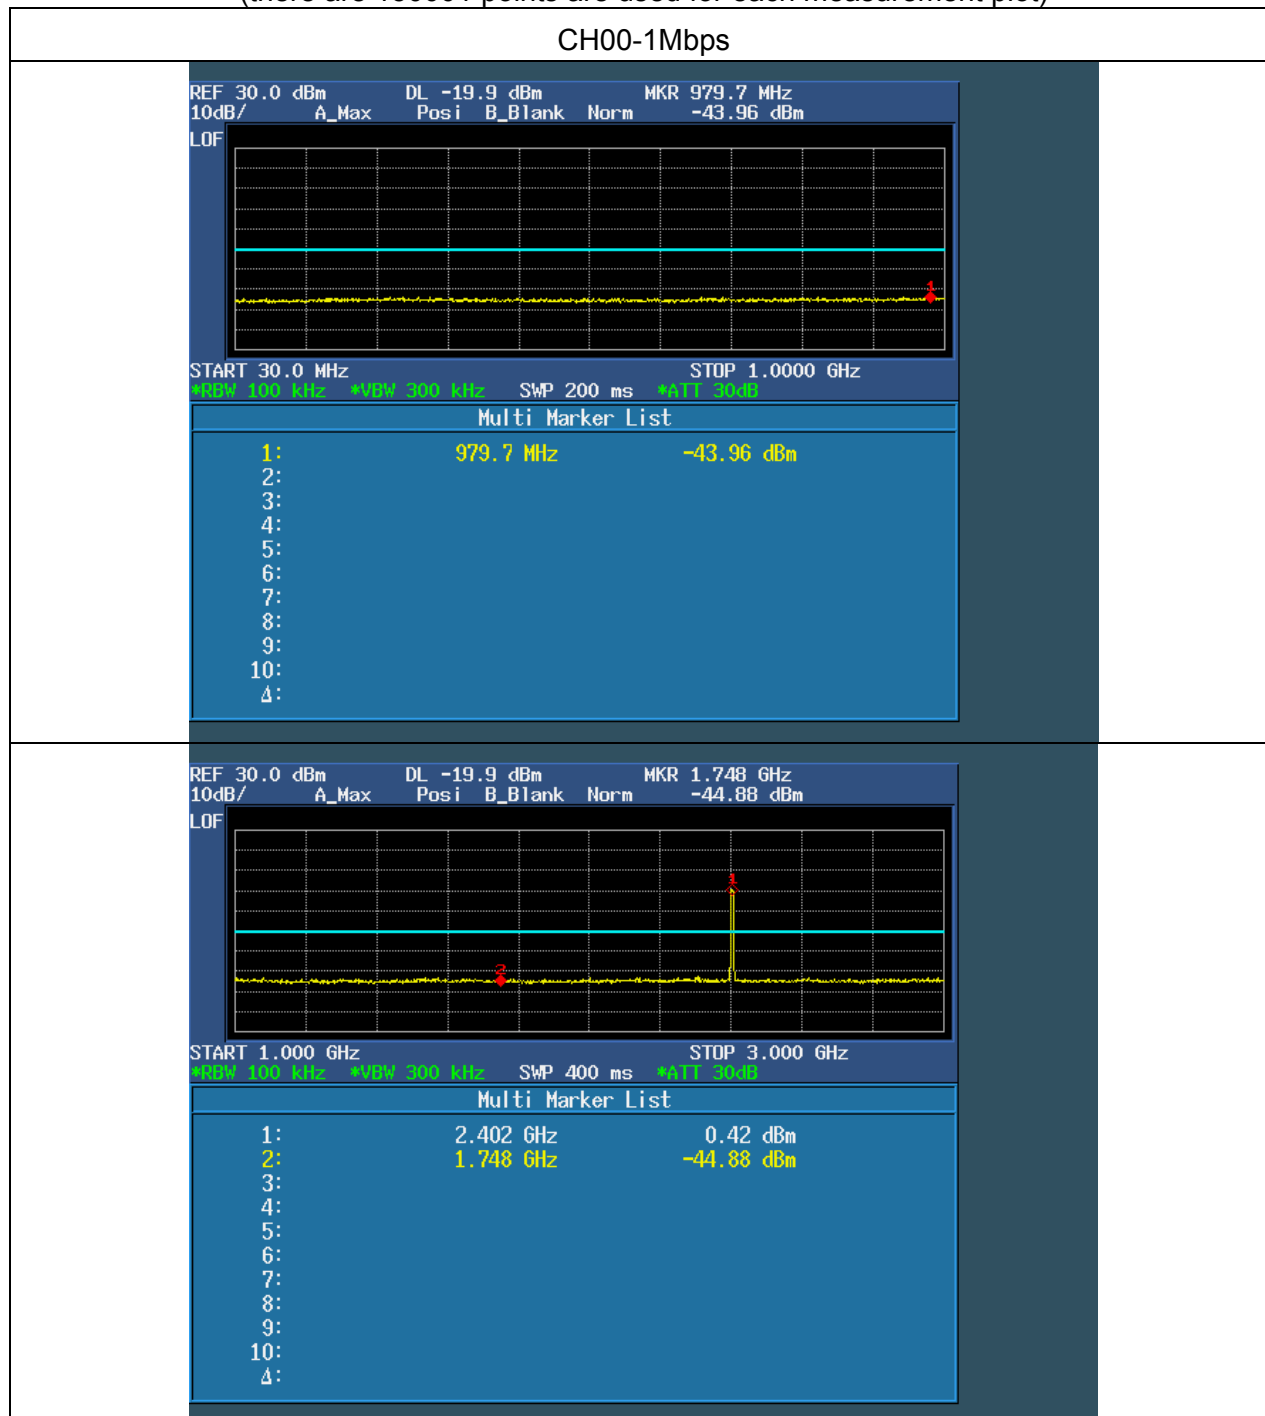 CH00-1Mbps
REF 30.0 dBm DL -19.9 dBm MKR 979.7 MHz
10dB/ A_Max Posi B_Blank Norm -43.96 dBm
LOF
1
START 30.0 MHz STOP 1.0000 GHz
*RBW 100 kHz *VBW 300 kHz SWP 200 ms *ATT 30dB
Multi Marker List
1: 979.7 MHz -43.96 dBm
2:
3:
4:
5:
6:
7:
8:
9:
10:
Δ:
REF 30.0 dBm DL -19.9 dBm MKR 1.748 GHz
10dB/ A_Max Posi B_Blank Norm -44.88 dBm
LOF
1
2
START 1.000 GHz STOP 3.000 GHz
*RBW 100 kHz *VBW 300 kHz SWP 400 ms *ATT 30dB
Multi Marker List
1: 2.402 GHz 0.42 dBm
2: 1.748 GHz -44.88 dBm
3:
4:
5:
6:
7:
8:
9:
10:
Δ: